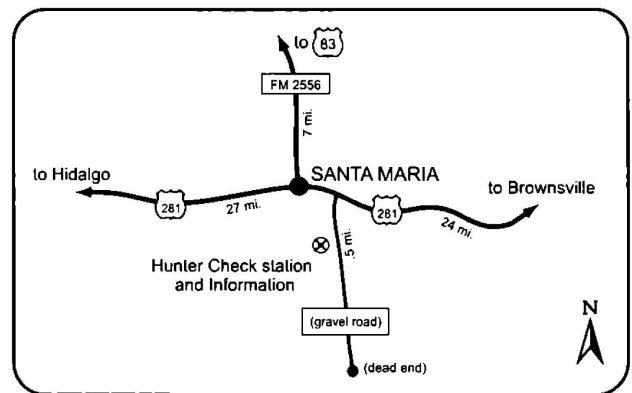 to 83
FM 2556
7 mi.
SANTA MARIA
to Hidalgo
to Brownsville
281
27 mi.
281
24 mi.
.5 mi.
Hunter Check station
and Information
(gravel road)
N
(dead end)